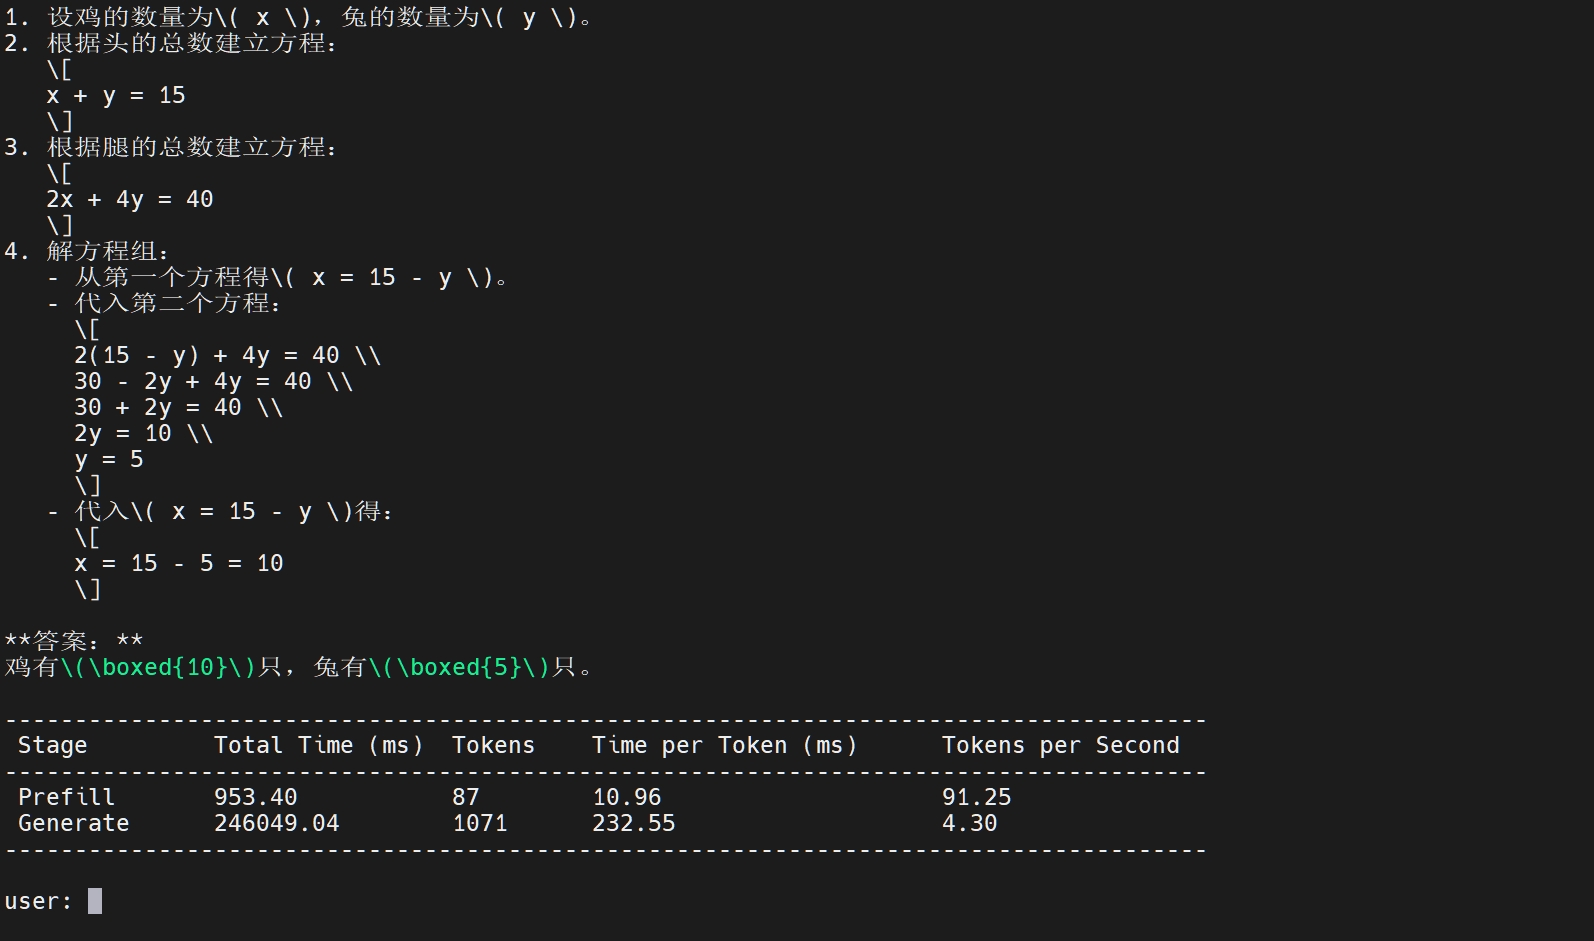 1. 设鸡的数量为\( x \)，兔的数量为\( y \)。
2. 根据头的总数建立方程：
\[
x + y = 15
\]
3. 根据腿的总数建立方程：
\[
2x + 4y = 40
\]
4. 解方程组：
- 从第一个方程得\( x = 15 - y \)。
- 代入第二个方程：
\[
2(15 - y) + 4y = 40 \\
30 - 2y + 4y = 40 \\
30 + 2y = 40 \\
2y = 10 \\
y = 5
\]
- 代入\( x = 15 - y \)得：
\[
x = 15 - 5 = 10
\]
**答案：**
鸡有\(\boxed{10}\)只，兔有\(\boxed{5}\)只。
--------------------------------------------------------------------------------------
Stage Total Time (ms) Tokens Time per Token (ms) Tokens per Second
--------------------------------------------------------------------------------------
Prefill 953.40 87 10.96 91.25
Generate 246049.04 1071 232.55 4.30
--------------------------------------------------------------------------------------
user: